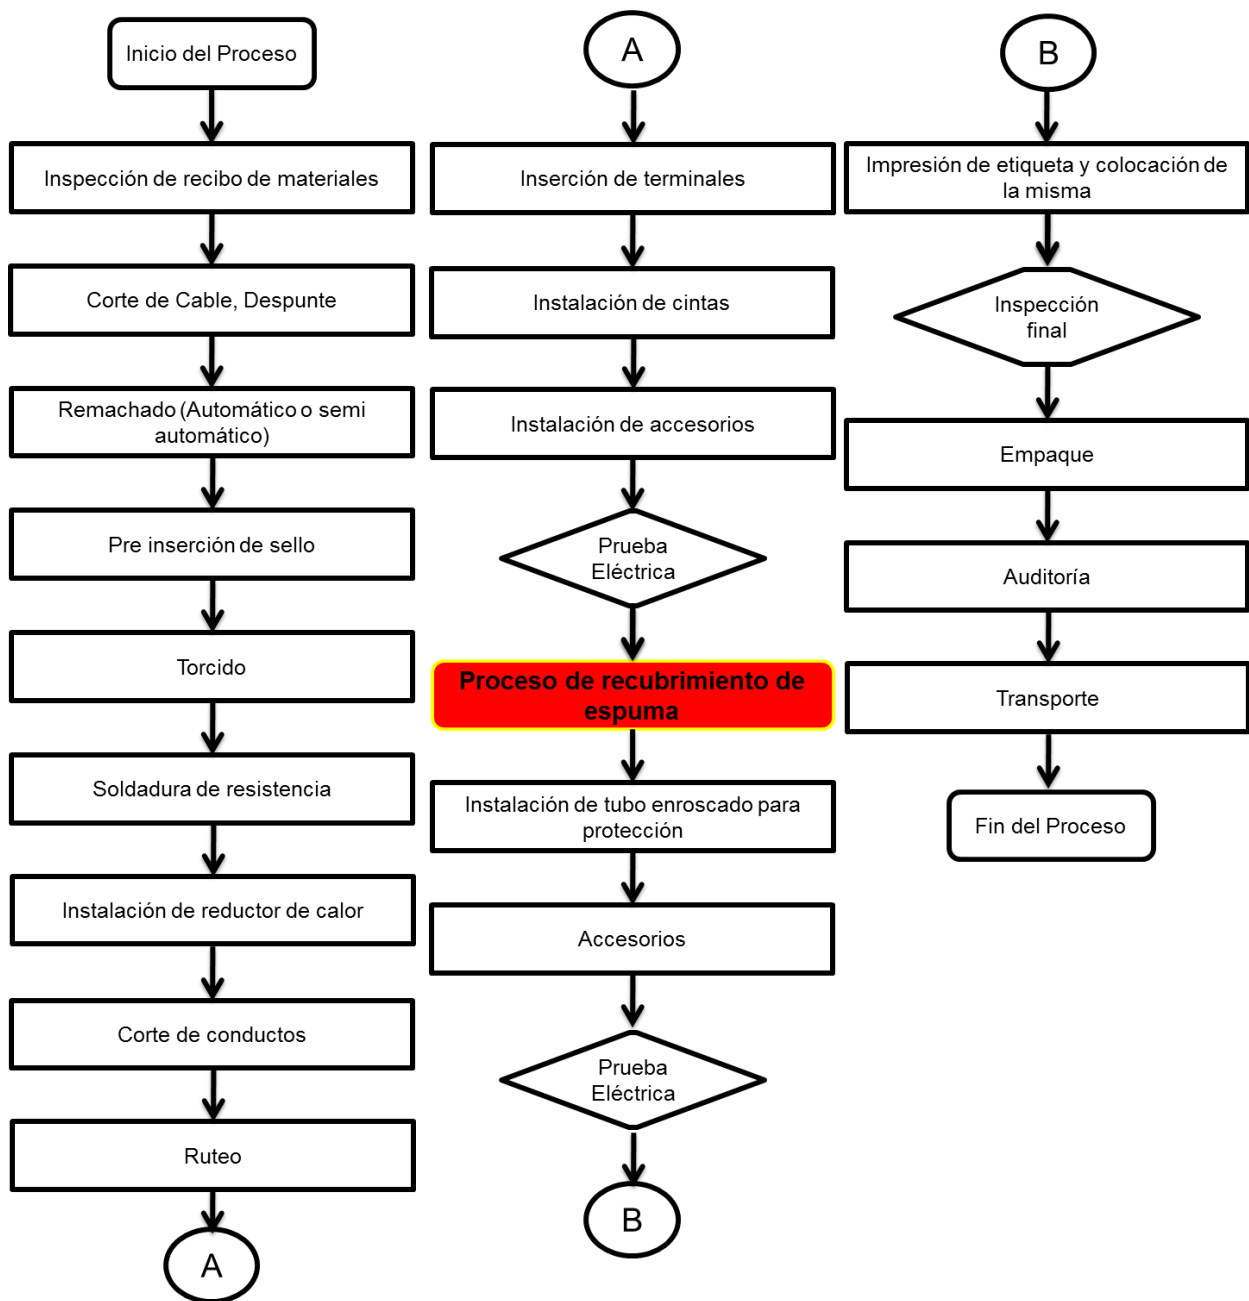 Inicio del Proceso
Inspección de recibo de materiales
Corte de Cable, Despunte
Remachado (Automático o semi
automático)
Pre inserción de sello
Torcido
Soldadura de resistencia
Instalación de reductor de calor
Corte de conductos
Ruteo
A
A
Inserción de terminales
Instalación de cintas
Instalación de accesorios
Prueba
Eléctrica
Proceso de recubrimiento de
espuma
Instalación de tubo enroscado para
protección
Accesorios
Prueba
Eléctrica
B
B
Impresión de etiqueta y colocación de
la misma
Inspección
final
Empaque
Auditoría
Transporte
Fin del Proceso